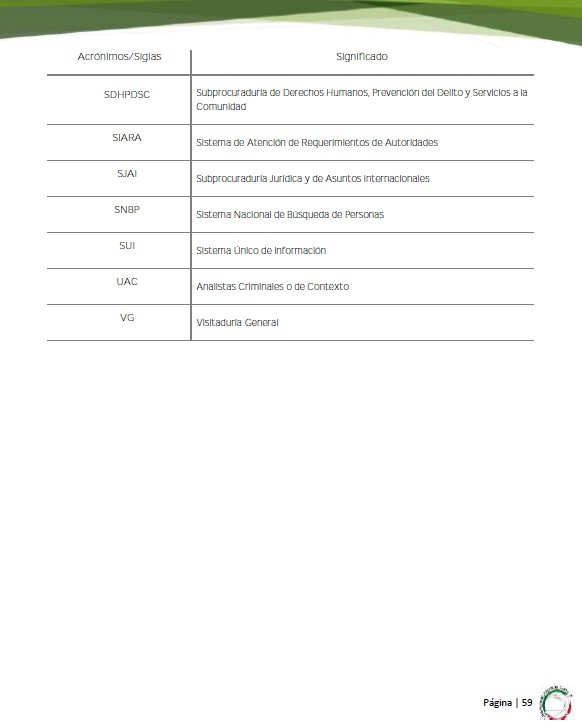 Acrónimos/Siglas Significado
SDHPDSC Subprocuraduría de Derechos Humanos, Prevención del Delito y Servicios a la
Comunidad
SIARA Sistema de Atención de Requerimientos de Autoridades
SJAI Subprocuraduría Jurídica y de Asuntos Internacionales
SNBP Sistema Nacional de Búsqueda de Personas
SUI Sistema Único de Información
UAC Analistas Criminales o de Contexto
VG Visitaduría General
Página | 59